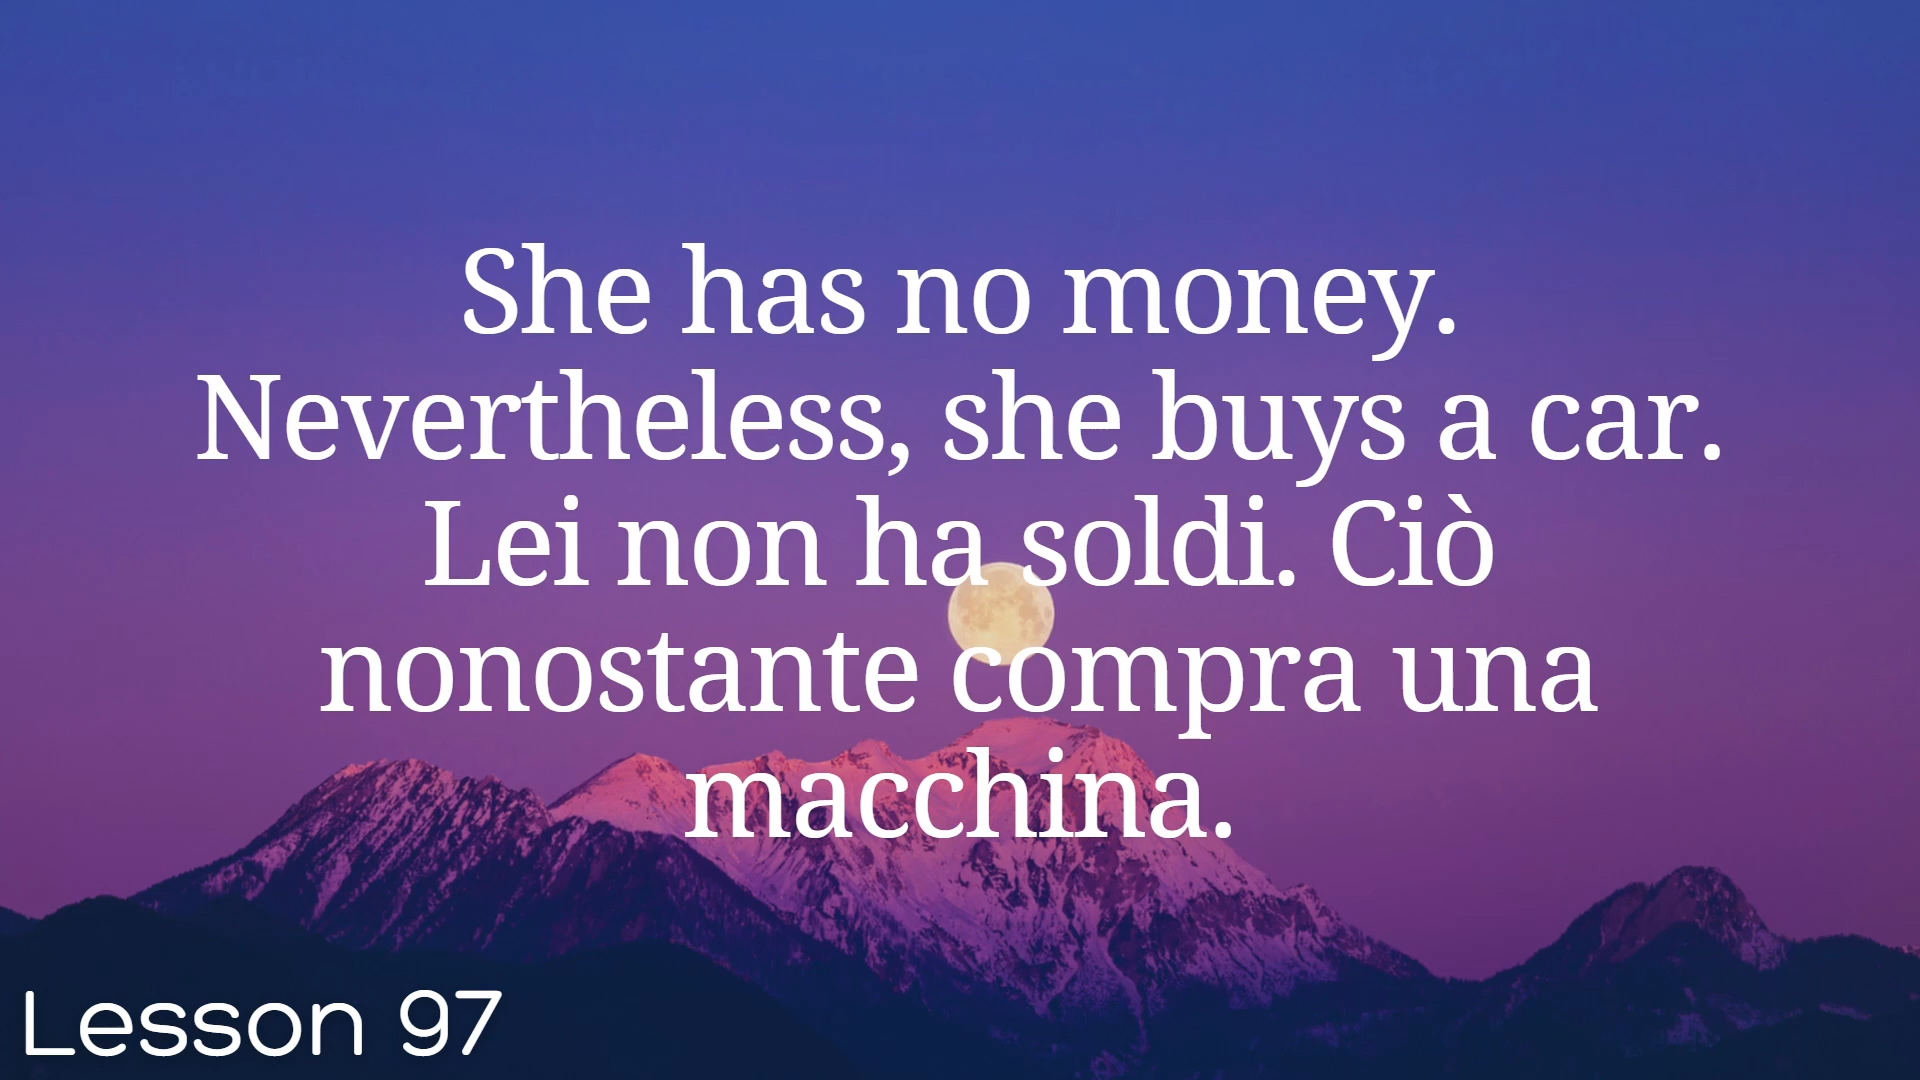 She has no money.
Nevertheless, she buys a car.
Lei non ha soldi. Ciò
nonostante compra una
macchina.
Lesson 97